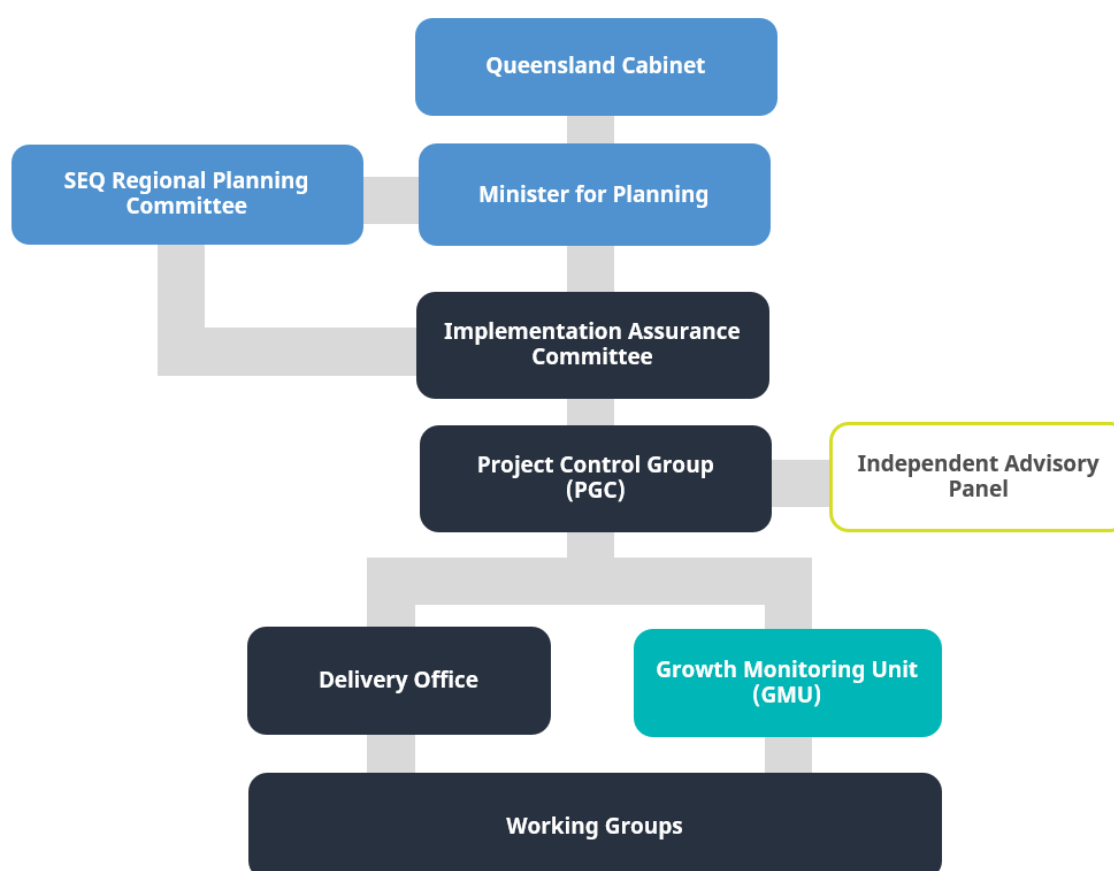 Queensland Cabinet
SEQ Regional Planning
Committee
Minister for Planning
Implementation Assurance
Committee
Project Control Group
(PGC)
Independent Advisory
Panel
Delivery Office
Growth Monitoring Unit
(GMU)
Working Groups